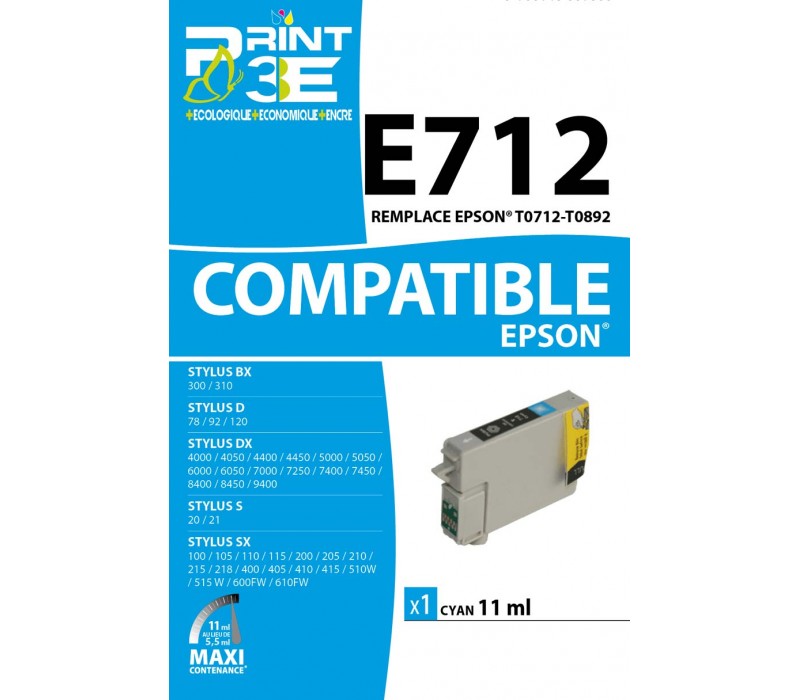 PRINT
3E
+ECOLOGIQUE+ECONOMIQUE+ENCRE
E712
REMPLACE EPSON® T0712-T0892
COMPATIBLE
EPSON®
STYLUS BX
300 / 310
STYLUS D
78 / 92 / 120
STYLUS DX
4000 / 4050 / 4400 / 4450 / 5000 / 5050 /
6000 / 6050 / 7000 / 7250 / 7400 / 7450 /
8400 / 8450 / 9400
STYLUS S
20 / 21
STYLUS SX
100 / 105 / 110 / 115 / 200 / 205 / 210 /
215 / 218 / 400 / 405 / 410 / 415 / 510W
/ 515 W / 600FW / 610FW
11 ml
AU LIEU DE
5,5 ml
MAXI
CONTENANCE*
x1 CYAN 11 ml